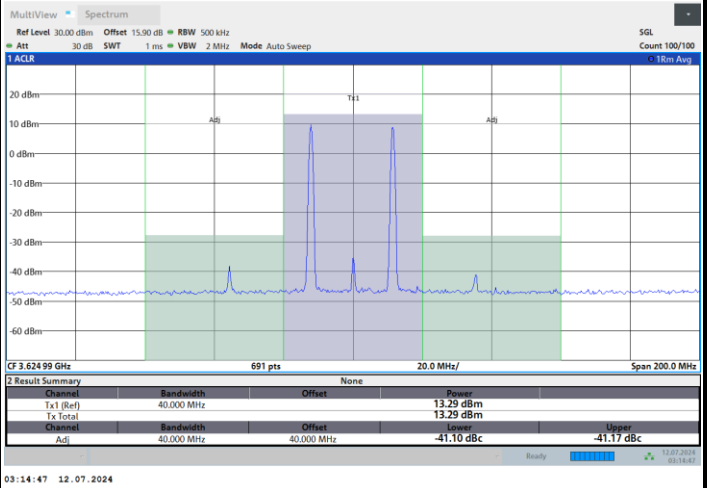 MultiView Spectrum
Ref Level 30.00 dBm Offset 15.90 dB RBW 500 kHz SGL
Att 30 dB SWT 1 ms VBW 2 MHz Mode Auto Sweep Count 100/100
1 ACLR 1Rm Avg
20 dBm
Tx1
10 dBm Adj Adj
0 dBm
-10 dBm
-20 dBm
-30 dBm
-40 dBm
-50 dBm
-60 dBm
CF 3.624 99 GHz 691 pts 20.0 MHz/ Span 200.0 MHz
2 Result Summary None
Channel Bandwidth Offset Power
Tx1 (Ref) 40.000 MHz 13.29 dBm
Tx Total 13.29 dBm
Channel Bandwidth Offset Lower Upper
Adj 40.000 MHz 40.000 MHz -41.10 dBc -41.17 dBc
Ready 12.07.2024
03:14:47
03:14:47 12.07.2024